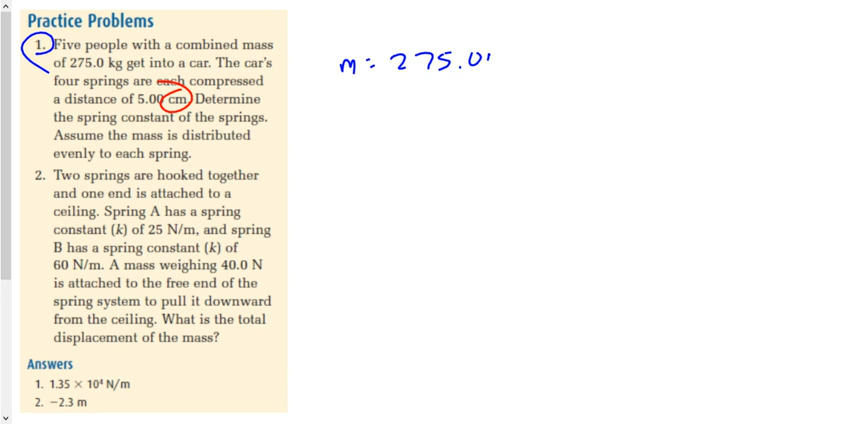 Practice Problems
1. Five people with a combined mass
of 275.0 kg get into a car. The car's
four springs are each compressed
a distance of 5.00 cm. Determine
the spring constant of the springs.
Assume the mass is distributed
evenly to each spring.
2. Two springs are hooked together
and one end is attached to a
ceiling. Spring A has a spring
constant (k) of 25 N/m, and spring
B has a spring constant (k) of
60 N/m. A mass weighing 40.0 N
is attached to the free end of the
spring system to pull it downward
from the ceiling. What is the total
displacement of the mass?
Answers
1. 1.35 × 10⁴ N/m
2. −2.3 m
m = 275.0